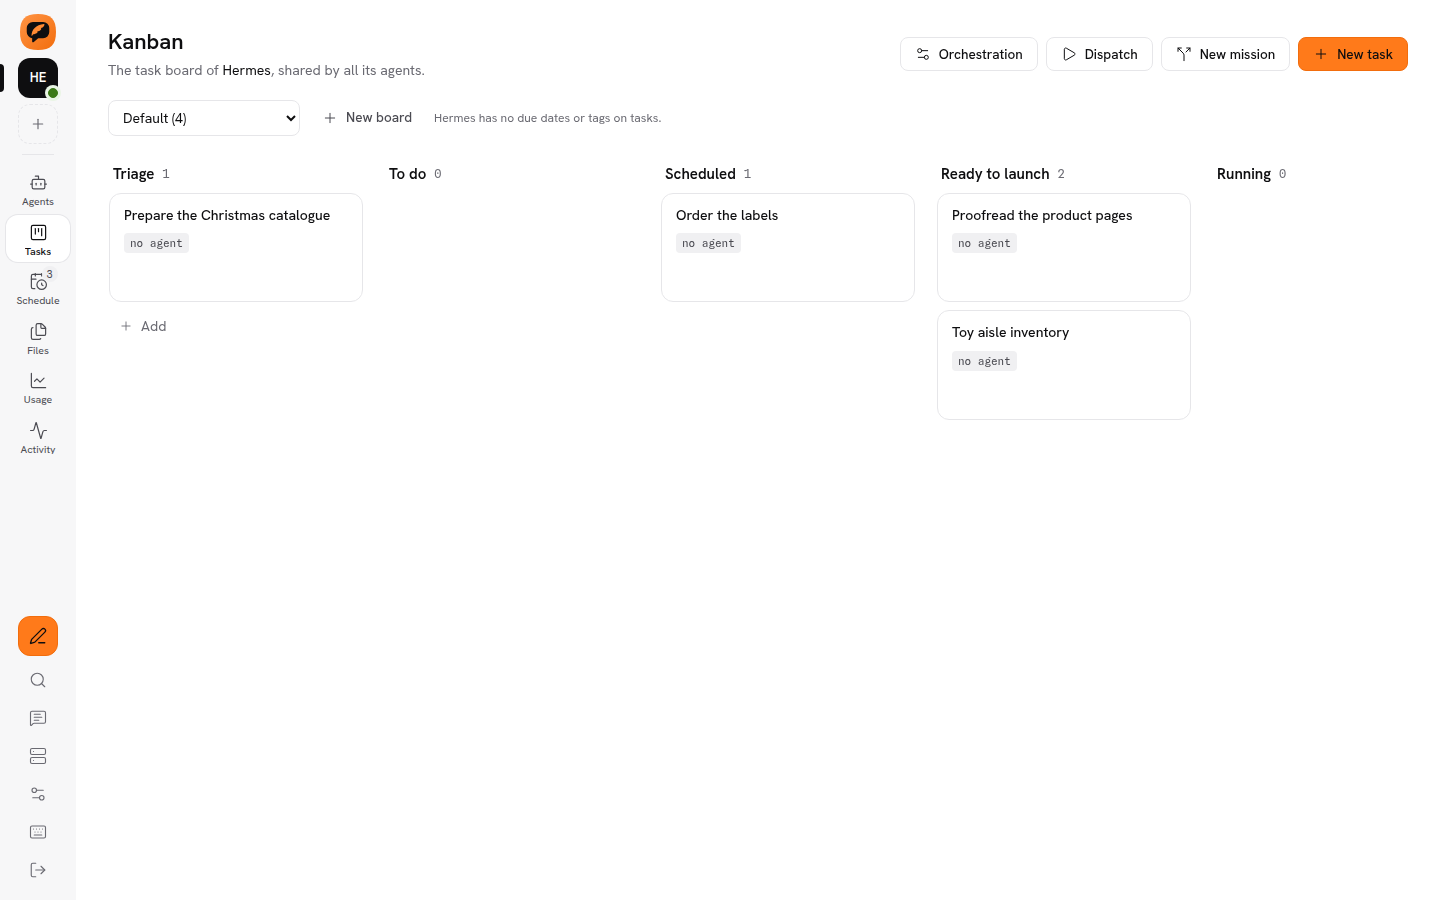 HE
Agents
Tasks
3
Schedule
Files
Usage
Activity
Kanban
The task board of Hermes, shared by all its agents.
Orchestration
Dispatch
New mission
New task
Default (4)
New board
Hermes has no due dates or tags on tasks.
Triage 1
Prepare the Christmas catalogue
no agent
Add
To do 0
Scheduled 1
Order the labels
no agent
Ready to launch 2
Proofread the product pages
no agent
Toy aisle inventory
no agent
Running 0